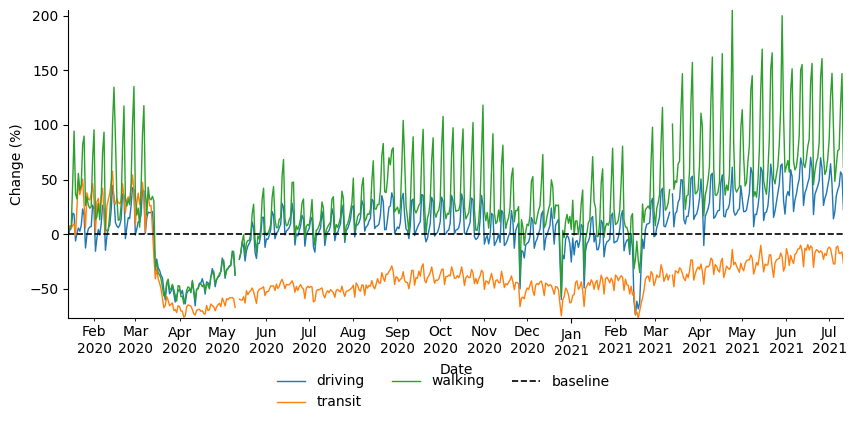 200
150
100
50
0
−50
Change (%)
Feb Mar Apr May Jun Jul Aug Sep Oct Nov Dec Jan Feb Mar Apr May Jun Jul
2020 2020 2020 2020 2020 2020 2020 2020 2020 2020 2020 2021 2021 2021 2021 2021 2021 2021
Date
driving walking baseline
transit